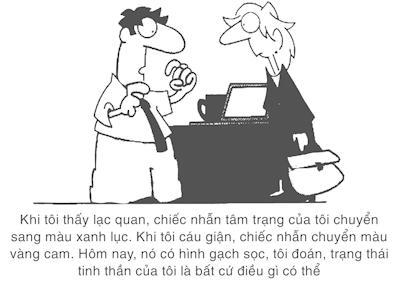 Khi tôi thấy lạc quan, chiếc nhẫn tâm trạng của tôi chuyển
sang màu xanh lục. Khi tôi cáu giận, chiếc nhẫn chuyển màu
vàng cam. Hôm nay, nó có hình gạch sọc, tôi đoán, trạng thái
tinh thần của tôi là bất cứ điều gì có thể